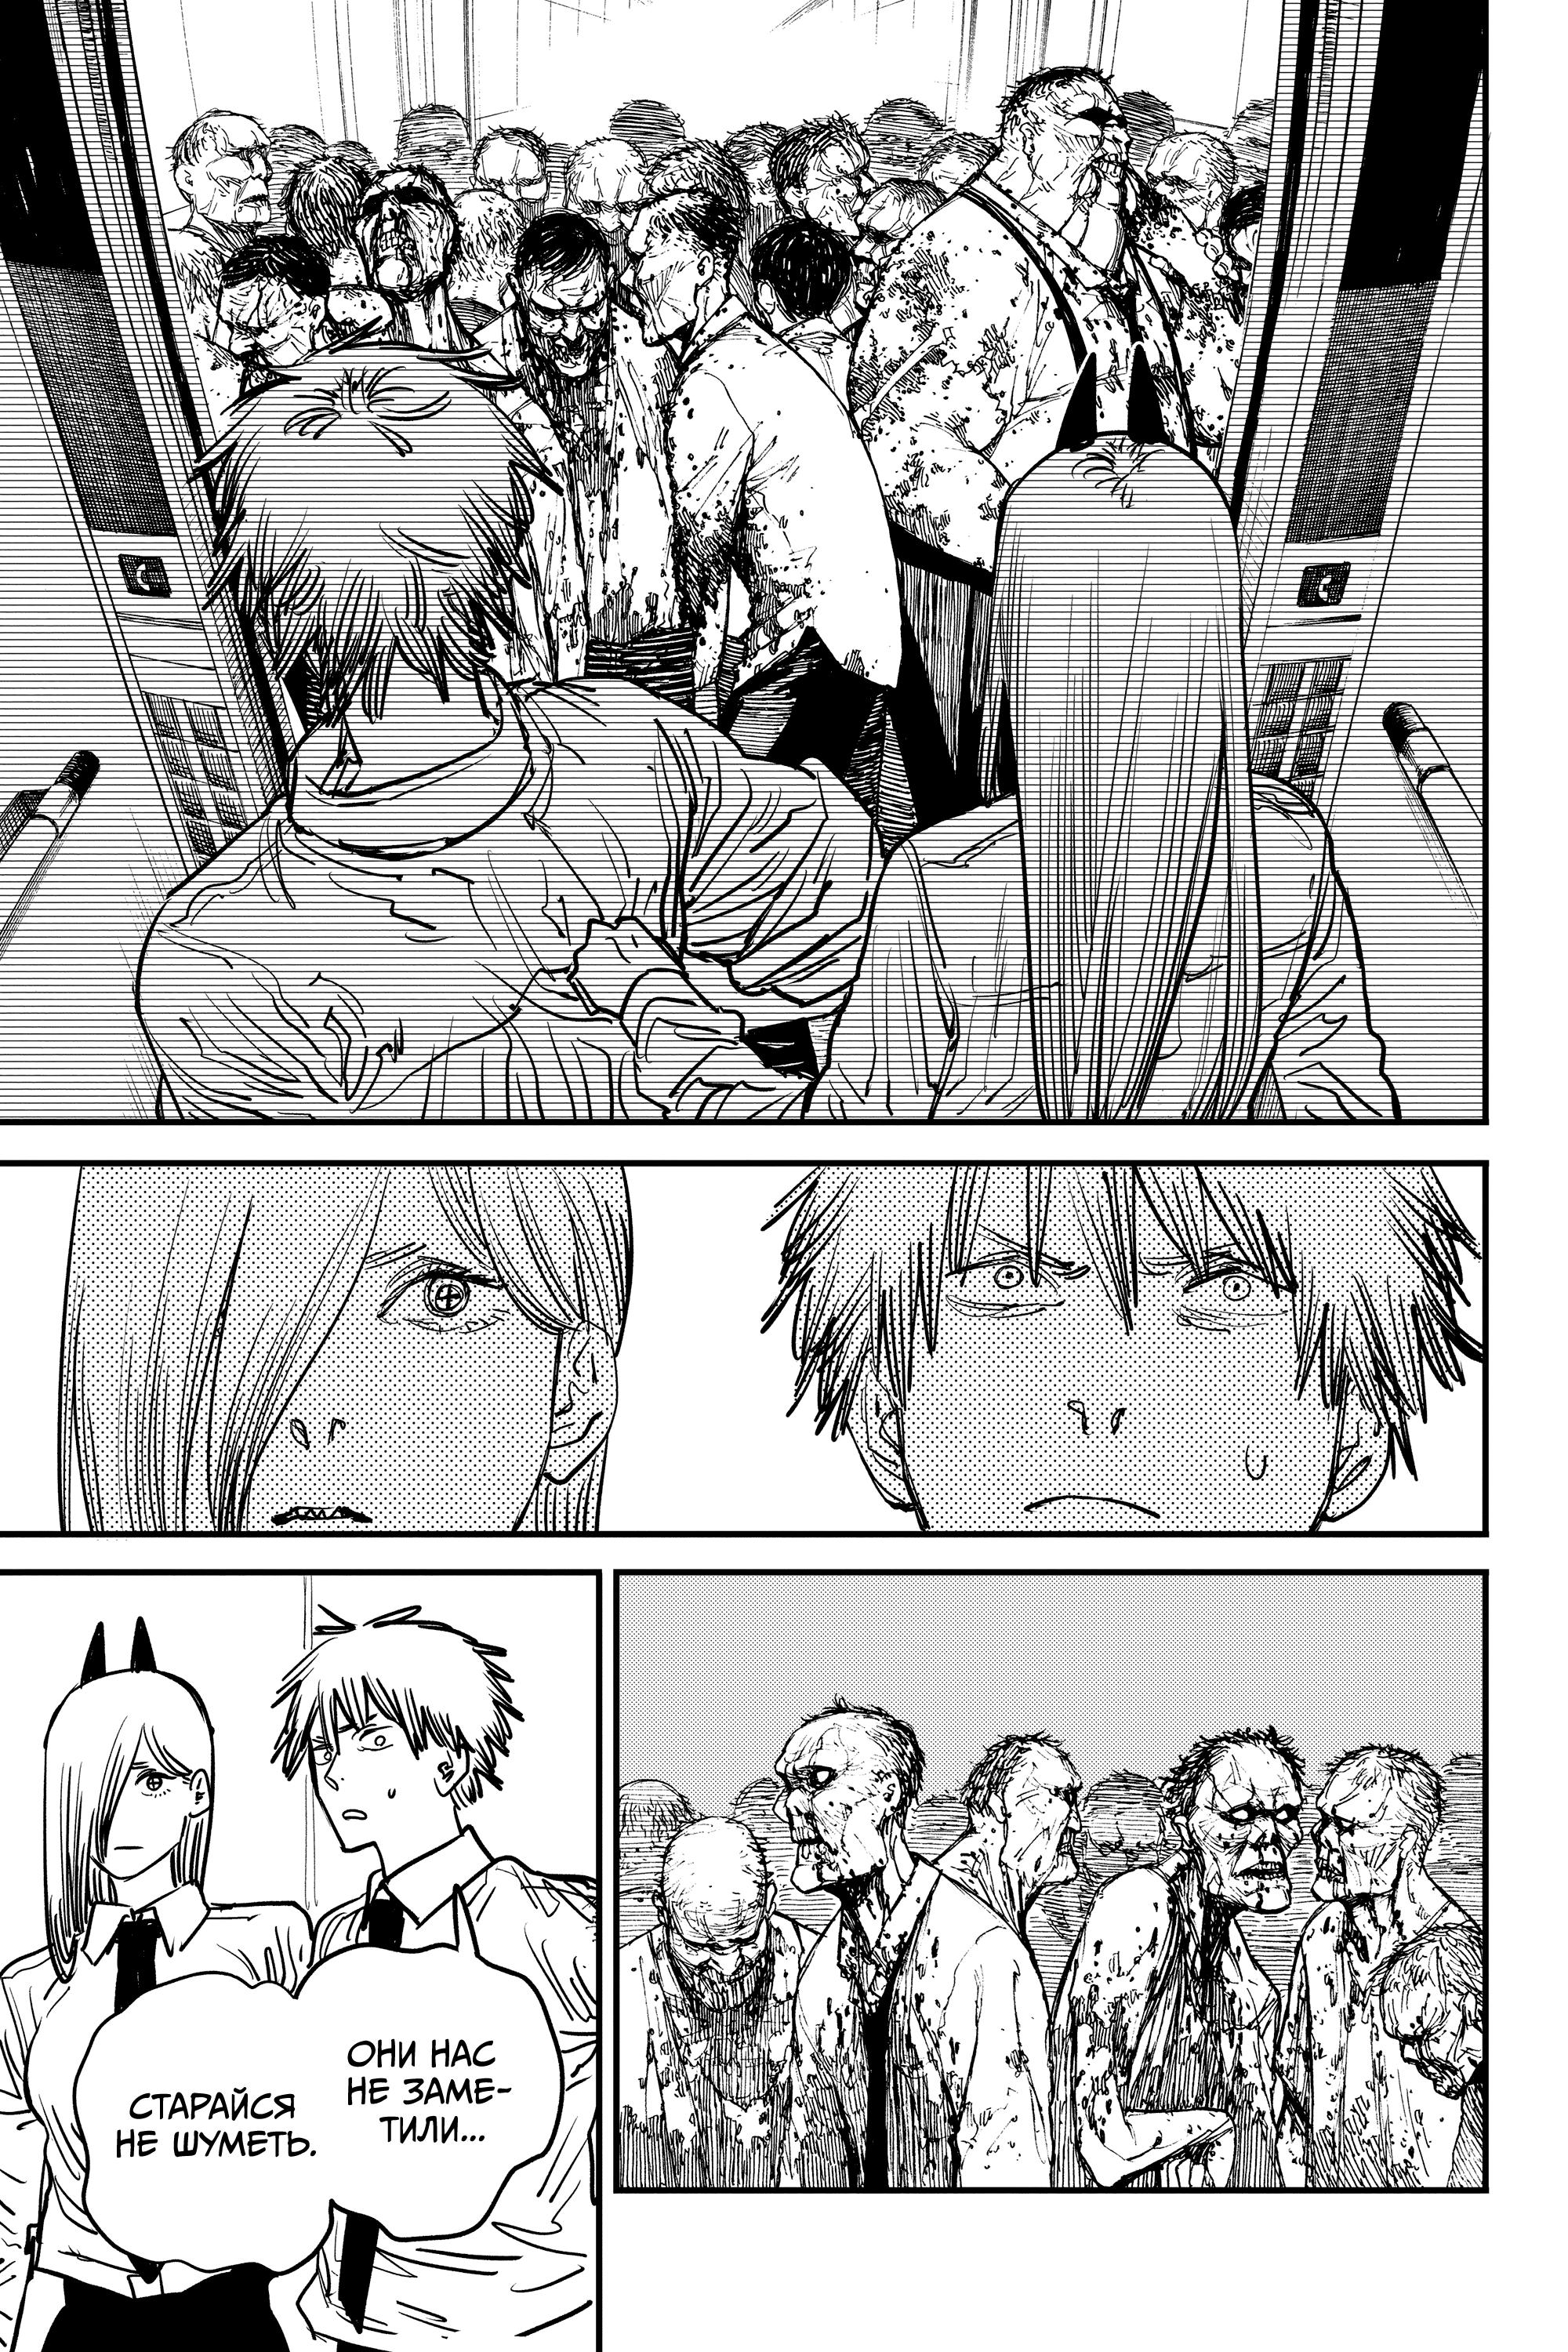 ОНИ НАС
НЕ ЗАМЕ-
ТИЛИ...
СТАРАЙСЯ
НЕ ШУМЕТЬ.